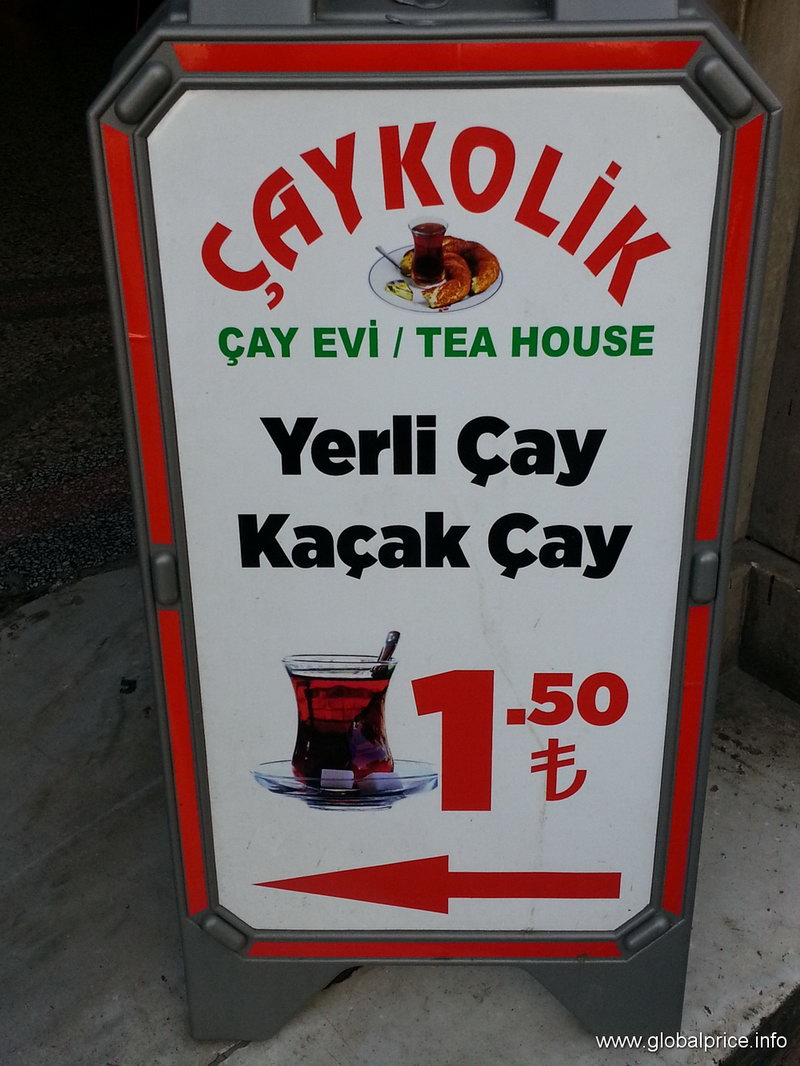 ÇAYKOLİK
ÇAY EVİ / TEA HOUSE
Yerli Çay
Kaçak Çay
1.50
₺
www.globalprice.info